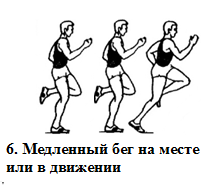 6. Медленный бег на месте
или в движении
.